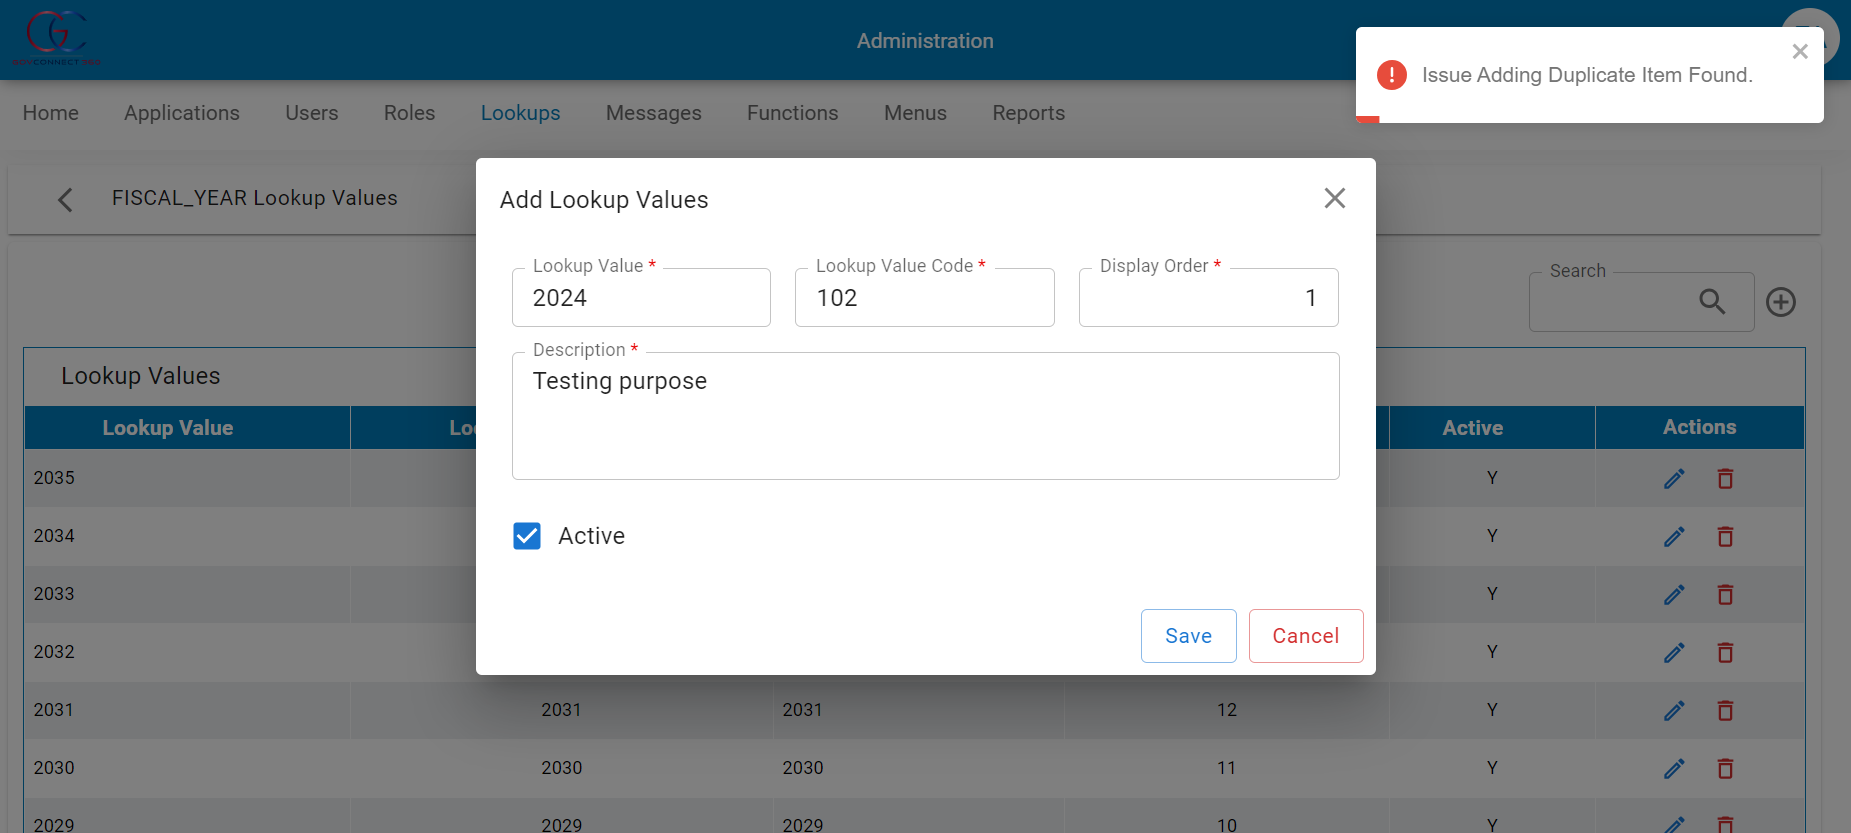 GOVCONNECT.PRO
Administration
Issue Adding Duplicate Item Found.
Home Applications Users Roles Lookups Messages Functions Menus Reports
FISCAL_YEAR Lookup Values
Add Lookup Values
Lookup Value * Lookup Value Code * Display Order *
2024 102 1
Search
Description *
Testing purpose
Lookup Values
Lookup Value Active Actions
2035 Y
Active
2034 Y
2033 Y
Save Cancel
2032 Y
2031 2031 2031 12 Y
2030 2030 2030 11 Y
2029 2029 2029 10 Y